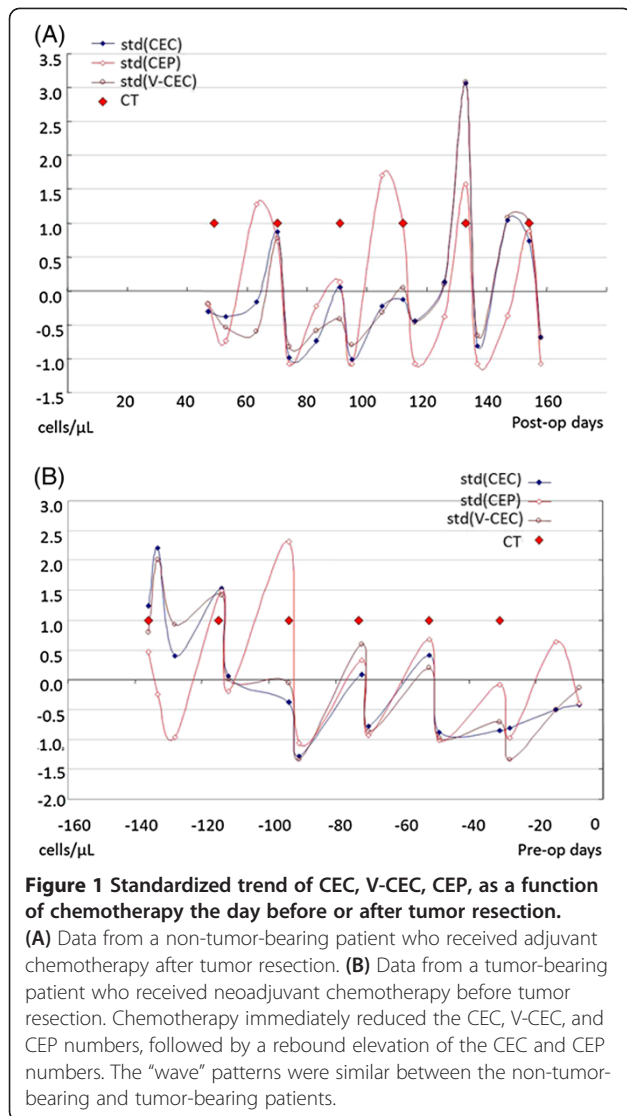 (A)
std(CEC)
std(CEP)
std(V-CEC)
CT
3.5
3.0
2.5
2.0
1.5
1.0
0.5
0.0
-0.5
-1.0
-1.5
20 40 60 80 100 120 140 160
cells/µL Post-op days
(B)
std(CEC)
std(CEP)
std(V-CEC)
CT
3.0
2.5
2.0
1.5
1.0
0.5
0.0
-0.5
-1.0
-1.5
-2.0
-160 -140 -120 -100 -80 -60 -40 -20 0
cells/µL Pre-op days
Figure 1 Standardized trend of CEC, V-CEC, CEP, as a function
of chemotherapy the day before or after tumor resection.
(A) Data from a non-tumor-bearing patient who received adjuvant
chemotherapy after tumor resection. (B) Data from a tumor-bearing
patient who received neoadjuvant chemotherapy before tumor
resection. Chemotherapy immediately reduced the CEC, V-CEC, and
CEP numbers, followed by a rebound elevation of the CEC and CEP
numbers. The “wave” patterns were similar between the non-tumor-
bearing and tumor-bearing patients.